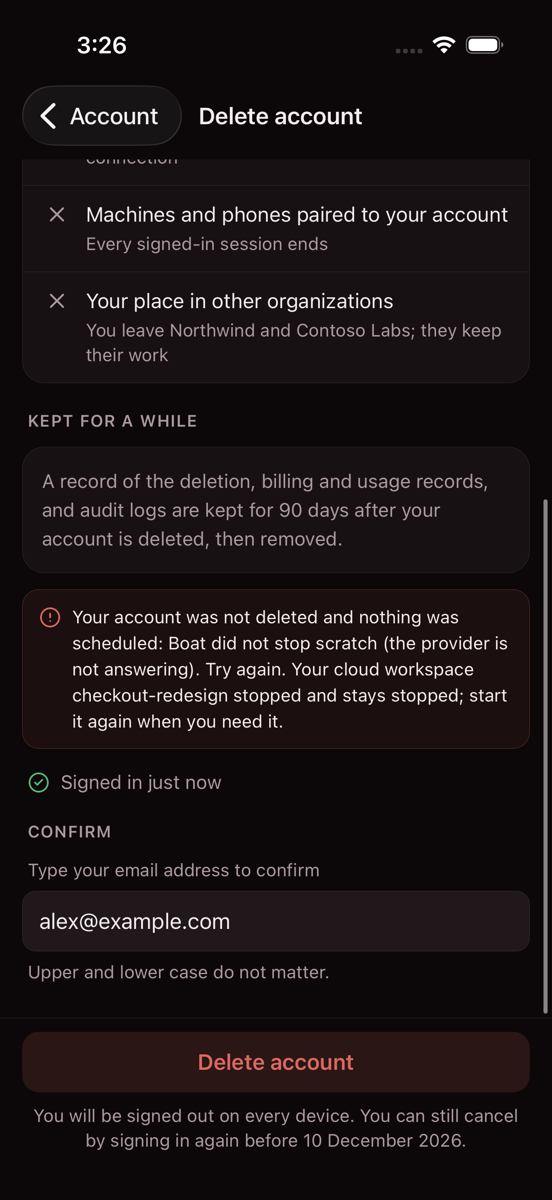 3:26
Account
Delete account
connection
Machines and phones paired to your account
Every signed-in session ends
Your place in other organizations
You leave Northwind and Contoso Labs; they keep
their work
KEPT FOR A WHILE
A record of the deletion, billing and usage records,
and audit logs are kept for 90 days after your
account is deleted, then removed.
Your account was not deleted and nothing was
scheduled: Boat did not stop scratch (the provider is
not answering). Try again. Your cloud workspace
checkout-redesign stopped and stays stopped; start
it again when you need it.
Signed in just now
CONFIRM
Type your email address to confirm
alex@example.com
Upper and lower case do not matter.
Delete account
You will be signed out on every device. You can still cancel
by signing in again before 10 December 2026.